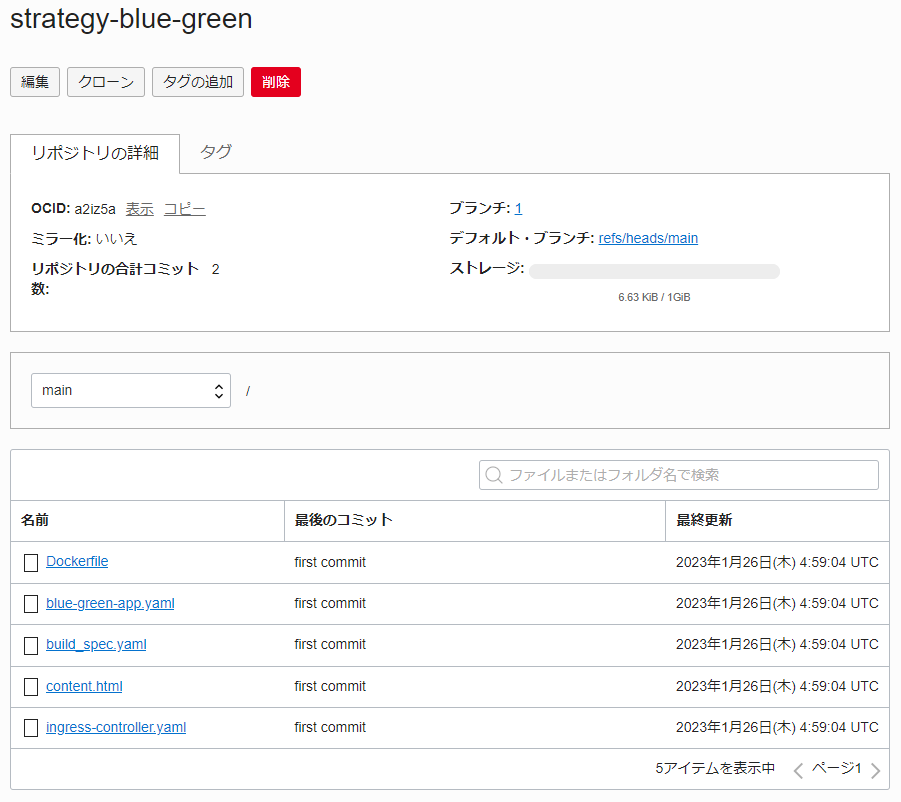 strategy-blue-green
編集 クローン タグの追加 削除
リポジトリの詳細 タグ
OCID: a2iz5a 表示 コピー
ミラー化: いいえ
リポジトリの合計コミット数: 2
ブランチ: 1
デフォルト・ブランチ: refs/heads/main
ストレージ:
6.63 KiB / 1GiB
main /
ファイルまたはフォルダ名で検索
名前 最後のコミット 最終更新
Dockerfile first commit 2023年1月26日(木) 4:59:04 UTC
blue-green-app.yaml first commit 2023年1月26日(木) 4:59:04 UTC
build_spec.yaml first commit 2023年1月26日(木) 4:59:04 UTC
content.html first commit 2023年1月26日(木) 4:59:04 UTC
ingress-controller.yaml first commit 2023年1月26日(木) 4:59:04 UTC
5アイテムを表示中 ページ1